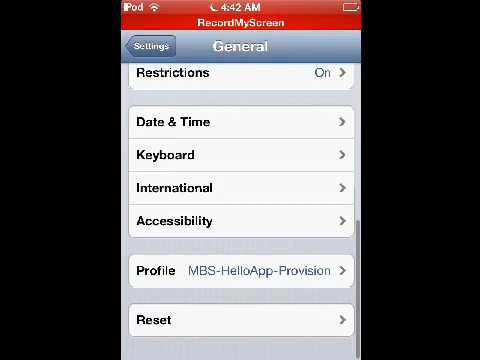 iPod 4:42 AM
RecordMyScreen
Settings General
Restrictions On
Date & Time
Keyboard
International
Accessibility
Profile MBS-HelloApp-Provision
Reset